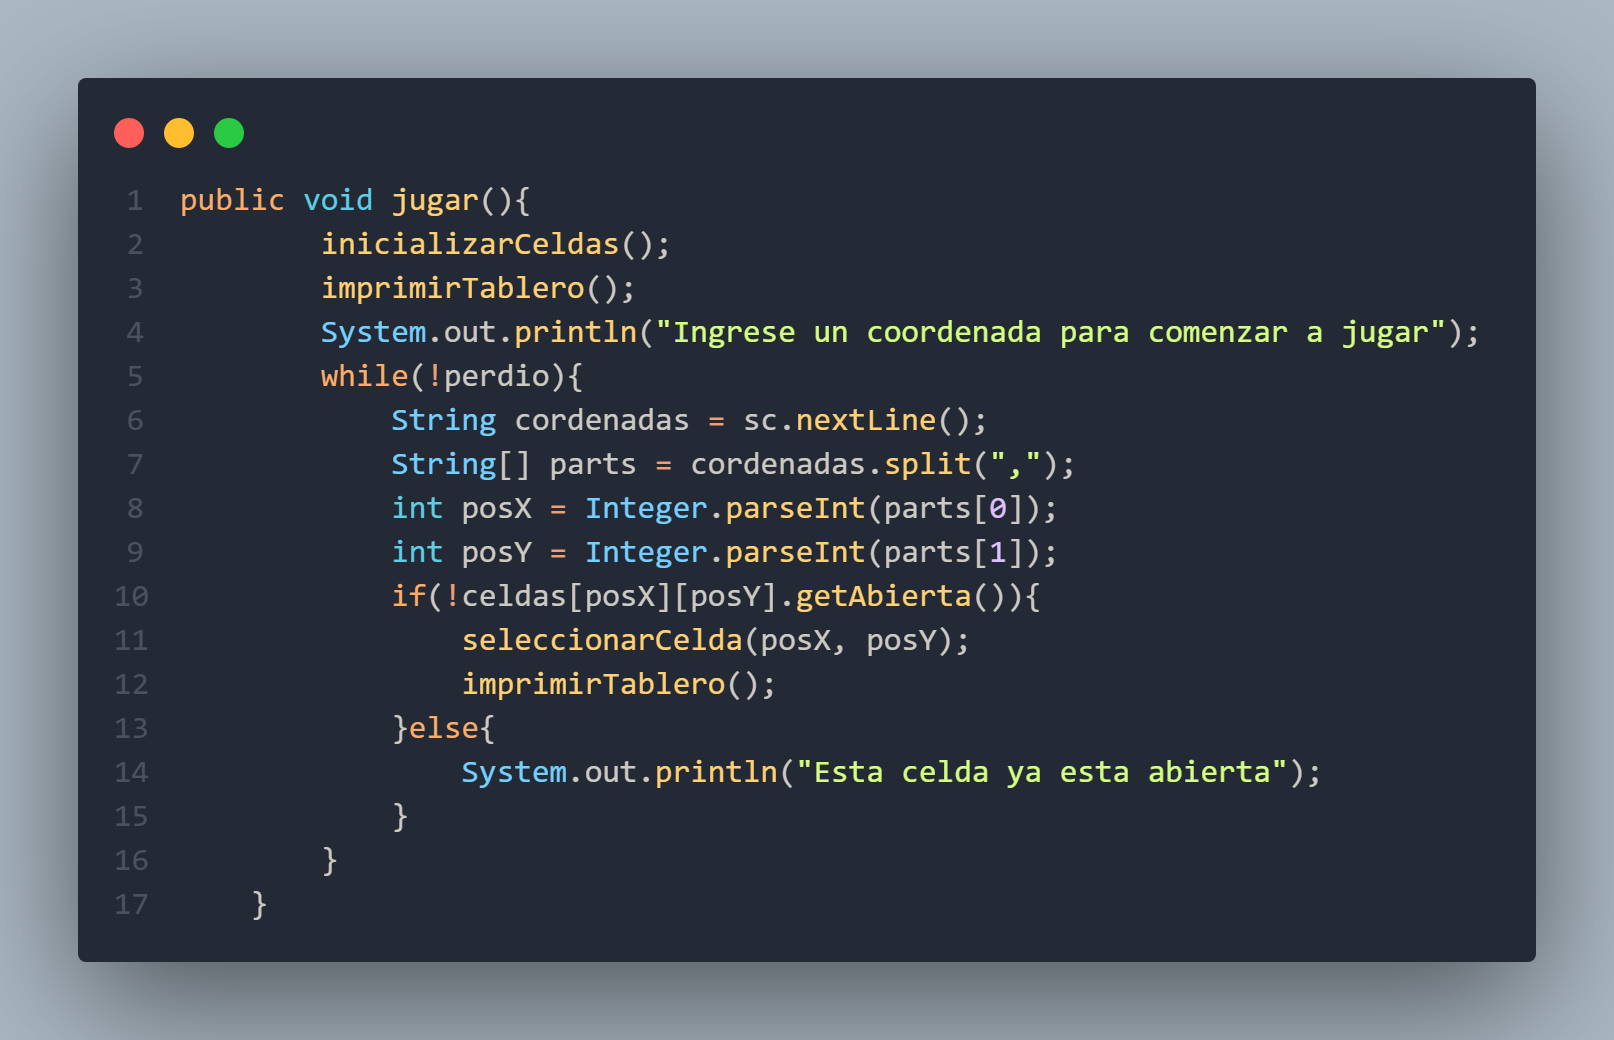 1 public void jugar(){
2         inicializarCeldas();
3         imprimirTablero();
4         System.out.println("Ingrese un coordenada para comenzar a jugar");
5         while(!perdio){
6             String cordenadas = sc.nextLine();
7             String[] parts = cordenadas.split(",");
8             int posX = Integer.parseInt(parts[0]);
9             int posY = Integer.parseInt(parts[1]);
10             if(!celdas[posX][posY].getAbierta()){
11                 seleccionarCelda(posX, posY);
12                 imprimirTablero();
13             }else{
14                 System.out.println("Esta celda ya esta abierta");
15             }
16         }
17     }